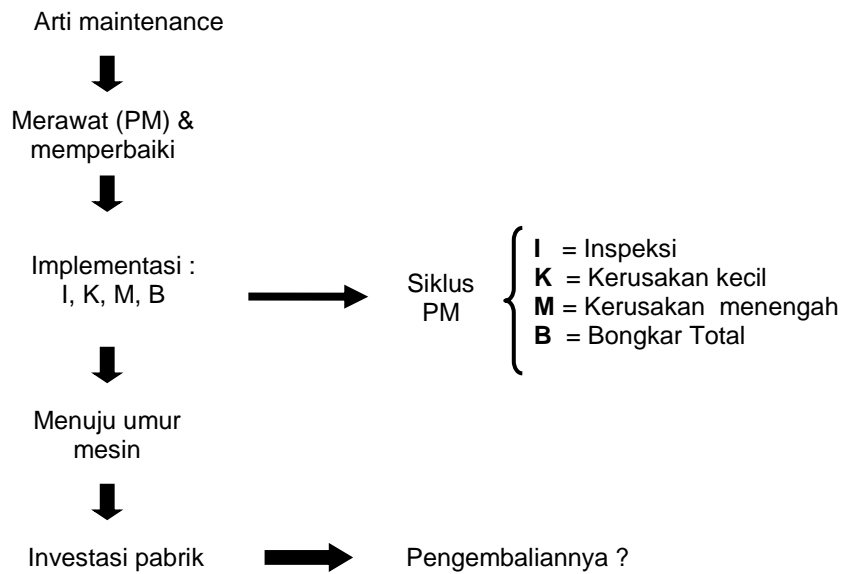 Arti maintenance
Merawat (PM) &
memperbaiki
Implementasi :
I, K, M, B
Siklus
PM
I = Inspeksi
K = Kerusakan kecil
M = Kerusakan menengah
B = Bongkar Total
Menuju umur
mesin
Investasi pabrik
Pengembaliannya ?